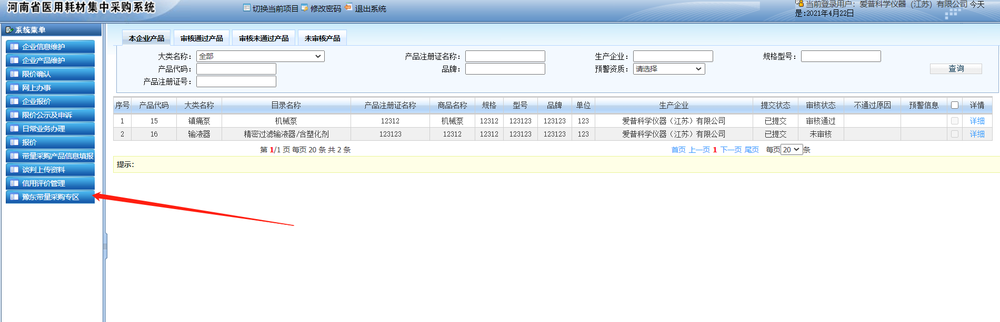 河南省医用耗材集中采购系统
切换当前项目 修改密码 退出系统
当前登录用户：爱普科学仪器（江苏）有限公司 今天
是:2021年4月22日
系统菜单
企业信息维护
企业产品维护
限价确认
网上办事
企业报价
限价公示及申诉
日常业务办理
报价
带量采购产品信息填报
谈判上传资料
信用评价管理
豫东带量采购专区
本企业产品 审核通过产品 审核未通过产品 未审核产品
大类名称： 全部 产品注册证名称： 生产企业： 规格型号：
产品代码： 品牌： 预警资质： 请选择 查询
产品注册证号：
序号 产品代码 大类名称 目录名称 产品注册证名称 商品名称 规格 型号 品牌 单位 生产企业 提交状态 审核状态 不通过原因 预警信息 详情
1 15 镇痛泵 机械泵 12312 机械泵 12312 123123 123123 123 爱普科学仪器（江苏）有限公司 已提交 审核通过 详细
2 16 输液器 精密过滤输液器/含塑化剂 123123 12312 12312 123123 123123 123 爱普科学仪器（江苏）有限公司 已提交 未审核 详细
第 1/1 页 每页 20 条 共 2 条 首页 上一页 1 下一页 尾页 每页 20 条
提示：